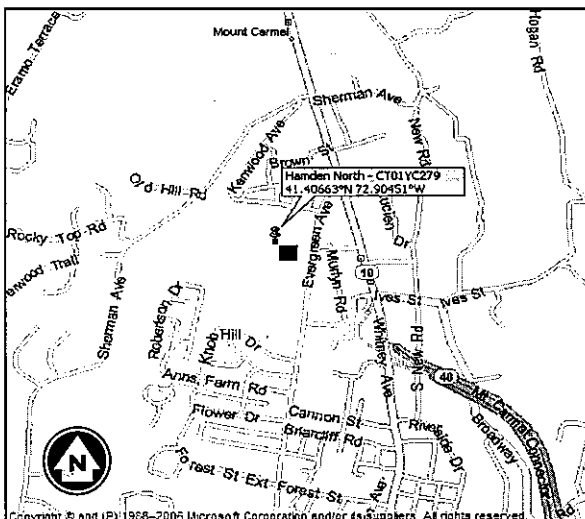 Eramo Terrace
Mount Carmel
Hogan Rd
Sherman Ave
New Rd
Kenwood Ave
Brown St
Hamden North - CT01YC279
41.40663°N 72.90451°W
Ord Hill Rd
Lucien Dr
Rocky Top Rd
erwood Trail
Evergreen Ave
Sherman Ave
10
Ives St
Ives St
Robertson Dr
Knob Hill Dr
Whitney Ave
New Rd S
40
Mt. Carmel Connector
Anns Farm Rd
Flower Dr
Cannon St
Briarcliff Rd
Riverside Dr
Broadway
Rd
N
Forest St Ext
Forest St
Ave
Copyright © and (P) 1988–2006 Microsoft Corporation and/or its suppliers. All rights reserved.